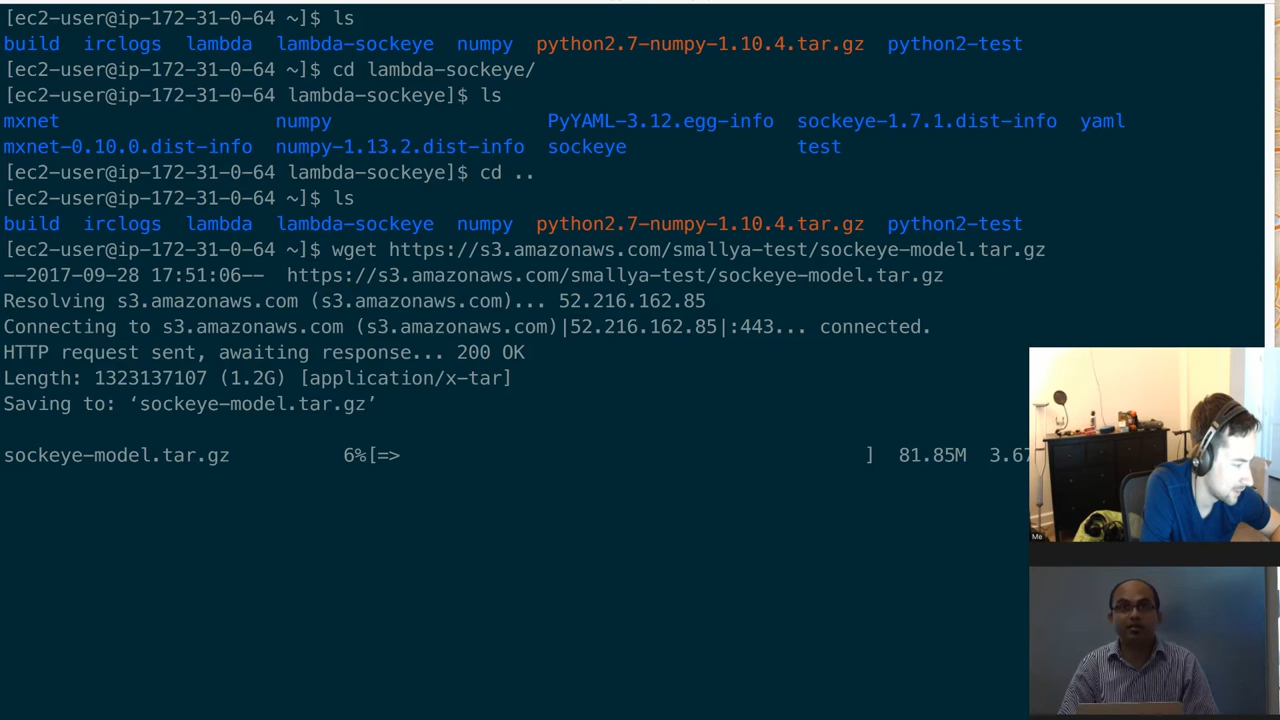 [ec2-user@ip-172-31-0-64 ~]$ ls
build irclogs lambda lambda-sockeye numpy python2.7-numpy-1.10.4.tar.gz python2-test
[ec2-user@ip-172-31-0-64 ~]$ cd lambda-sockeye/
[ec2-user@ip-172-31-0-64 lambda-sockeye]$ ls
mxnet numpy PyYAML-3.12.egg-info sockeye-1.7.1.dist-info yaml
mxnet-0.10.0.dist-info numpy-1.13.2.dist-info sockeye test
[ec2-user@ip-172-31-0-64 lambda-sockeye]$ cd ..
[ec2-user@ip-172-31-0-64 ~]$ ls
build irclogs lambda lambda-sockeye numpy python2.7-numpy-1.10.4.tar.gz python2-test
[ec2-user@ip-172-31-0-64 ~]$ wget https://s3.amazonaws.com/smallya-test/sockeye-model.tar.gz
--2017-09-28 17:51:06-- https://s3.amazonaws.com/smallya-test/sockeye-model.tar.gz
Resolving s3.amazonaws.com (s3.amazonaws.com)... 52.216.162.85
Connecting to s3.amazonaws.com (s3.amazonaws.com)|52.216.162.85|:443... connected.
HTTP request sent, awaiting response... 200 OK
Length: 1323137107 (1.2G) [application/x-tar]
Saving to: ‘sockeye-model.tar.gz’
sockeye-model.tar.gz 6%[=> ] 81.85M 3.67
Me